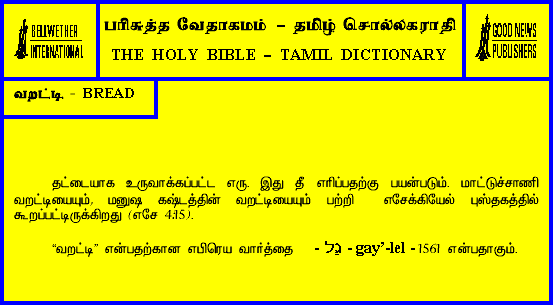 BELLWETHER
INTERNATIONAL
பரிசுத்த வேதாகமம் – தமிழ் சொல்லகராதி
THE HOLY BIBLE – TAMIL DICTIONARY
GOOD NEWS
PUBLISHERS
வறட்டி - BREAD
தட்டையாக உருவாக்கப்பட்ட எரு. இது தீ எரிப்பதற்கு பயன்படும். மாட்டுச்சாணி
வறட்டியையும், மனுஷ கஷ்டத்தின் வறட்டியையும் பற்றி எசேக்கியேல் புஸ்தகத்தில்
கூறப்பட்டிருக்கிறது (எசே 4:15).
“வறட்டி” என்பதற்கான எபிரெய வார்த்தை - גֵּלֶל - gay’-lel - 1561 என்பதாகும்.